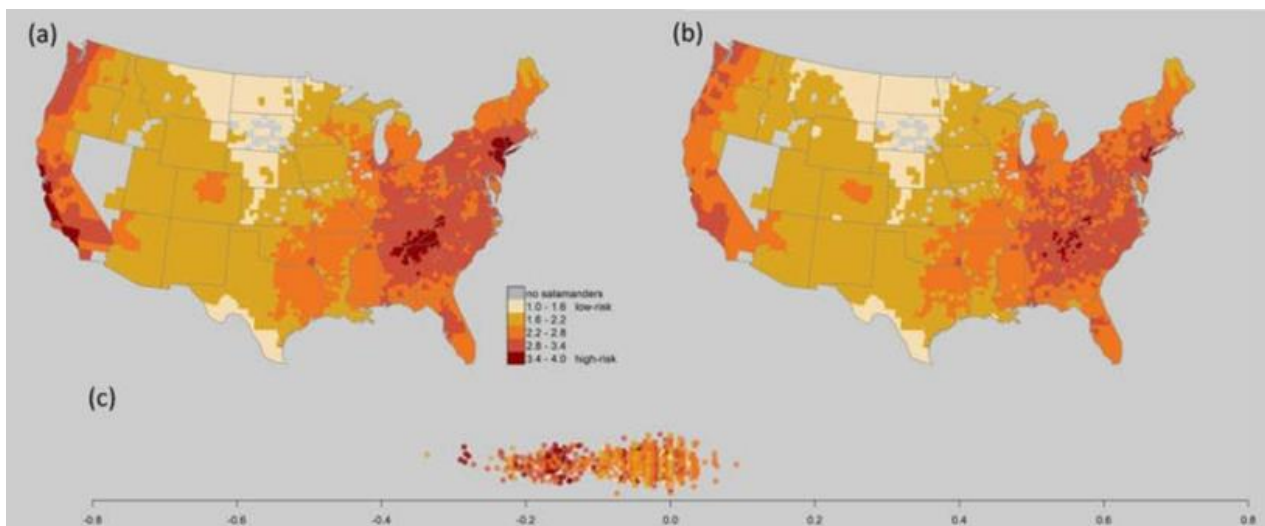 (a)
(b)
no salamanders
1.0 - 1.6 low-risk
1.6 - 2.2
2.2 - 2.8
2.8 - 3.4
3.4 - 4.0 high-risk
(c)
-0.8 -0.6 -0.4 -0.2 0.0 0.2 0.4 0.6 0.8